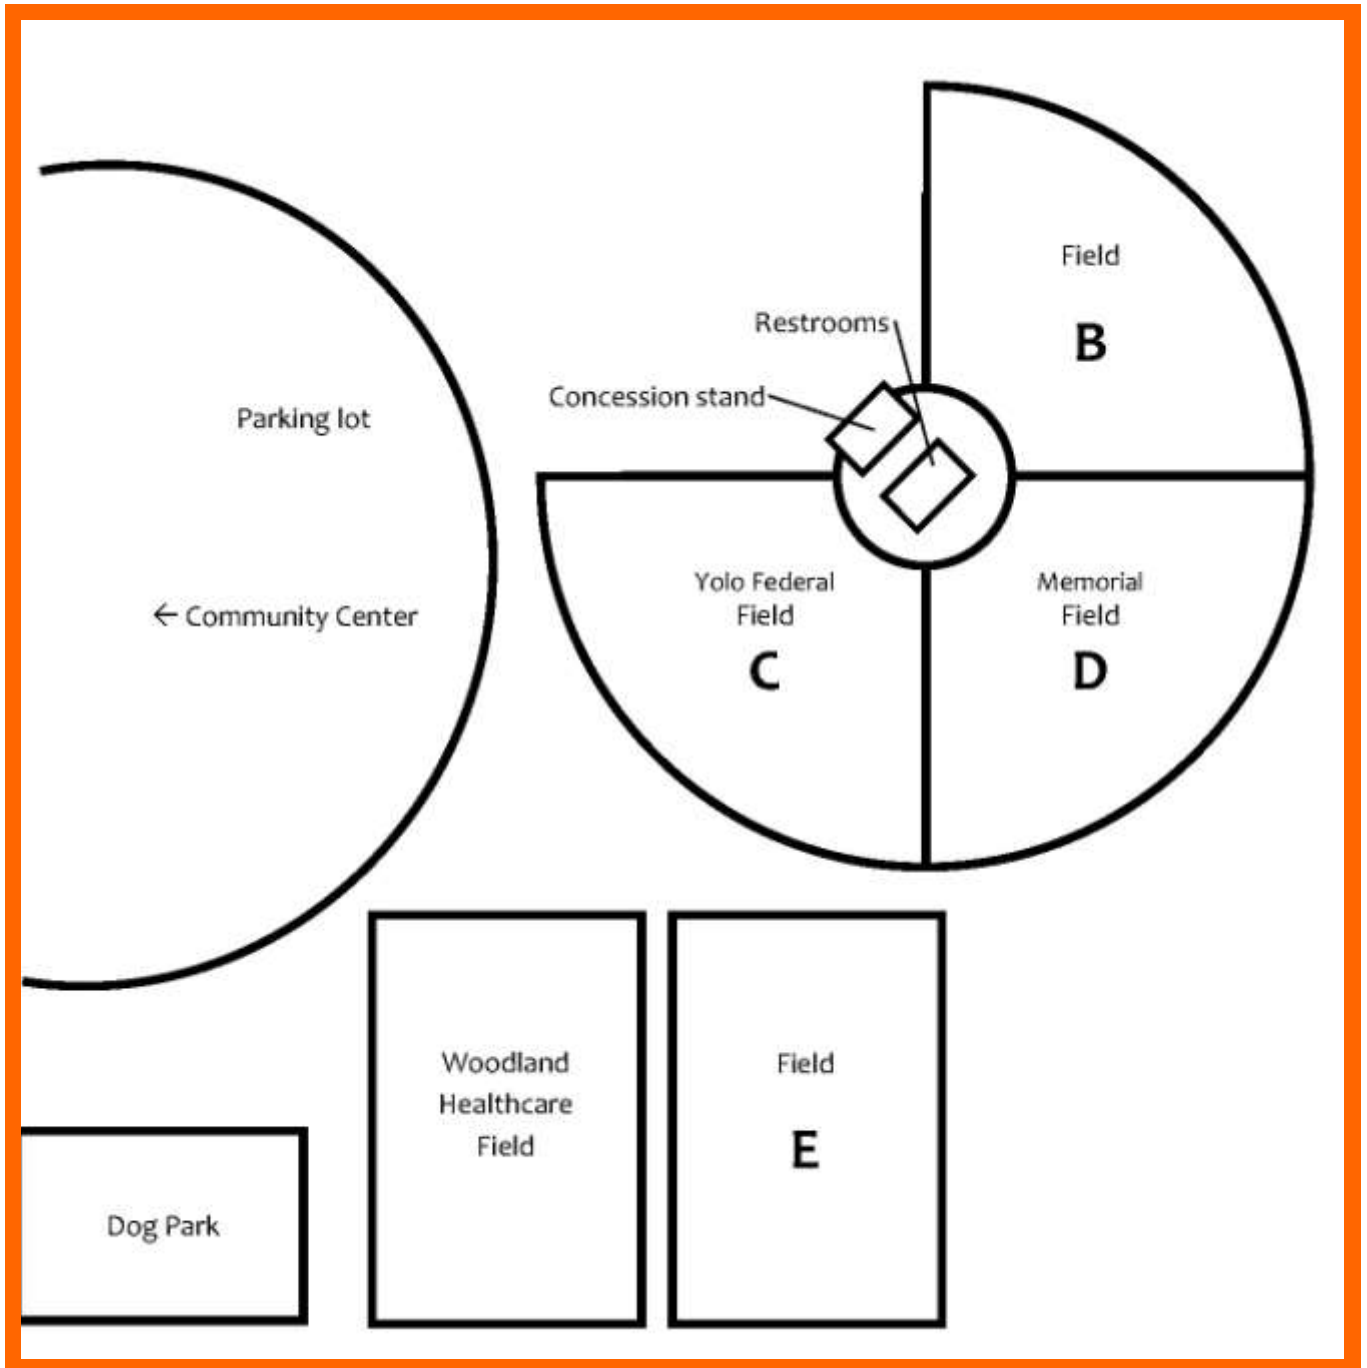 Field
B
Restrooms
Concession stand
Parking lot
Yolo Federal
Field
C
Memorial
Field
D
← Community Center
Woodland
Healthcare
Field
Field
E
Dog Park